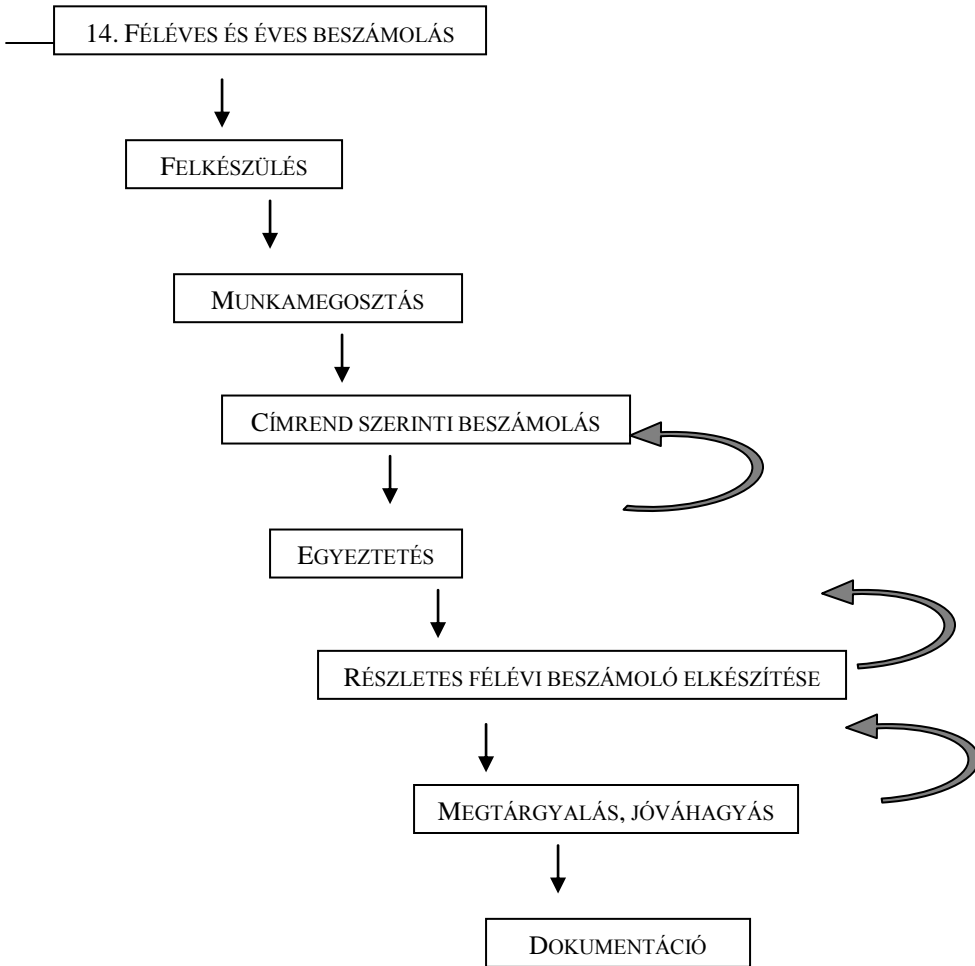 14. FÉLÉVES ÉS ÉVES BESZÁMOLÁS
FELKÉSZÜLÉS
MUNKAMEGOSZTÁS
CÍMREND SZERINTI BESZÁMOLÁS
EGYEZTETÉS
RÉSZLETES FÉLÉVI BESZÁMOLÓ ELKÉSZÍTÉSE
MEGTÁRGYALÁS, JÓVÁHAGYÁS
DOKUMENTÁCIÓ